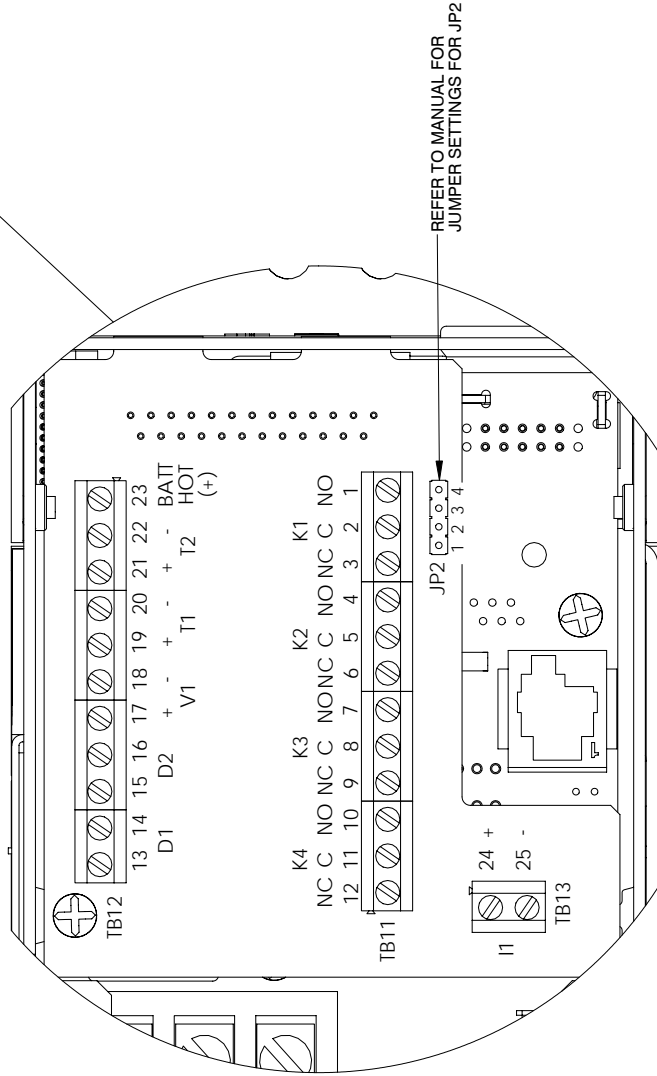 13 14 15 16 17 18 19 20 21 22 23
TB12
D1 D2 + - + - + - BATT
V1 T1 T2 HOT
(+)
K4 K3 K2 K1
NC C NO NC C NO NC C NO NC C NO
12 11 10 9 8 7 6 5 4 3 2 1
TB11
JP2
1 2 3 4
REFER TO MANUAL FOR
JUMPER SETTINGS FOR JP2
24 +
25 -
I1
TB13